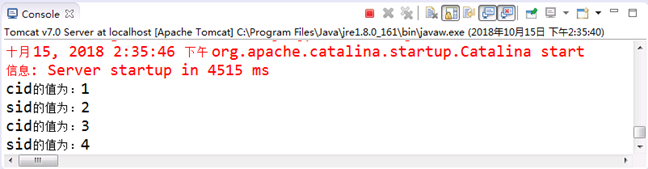 Console
Tomcat v7.0 Server at localhost [Apache Tomcat] C:\Program Files\Java\jre1.8.0_161\bin\javaw.exe (2018年10月15日 下午2:35:40)
十月 15, 2018 2:35:46 下午 org.apache.catalina.startup.Catalina start
信息: Server startup in 4515 ms
cid的值为：1
sid的值为：2
cid的值为：3
sid的值为：4